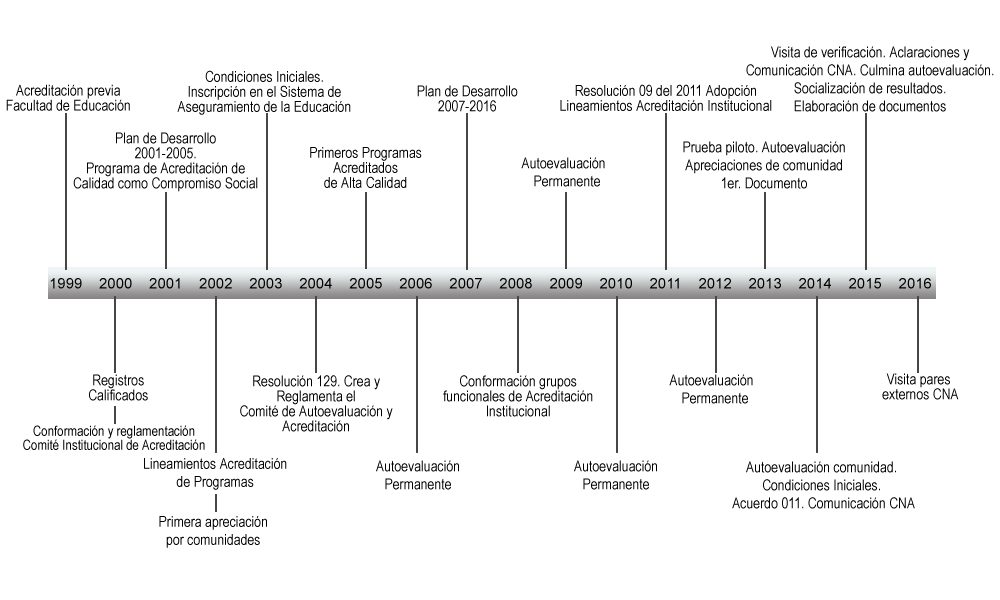 Acreditación previa
Facultad de Educación
Plan de Desarrollo
2001-2005.
Programa de Acreditación de
Calidad como Compromiso Social
Condiciones Iniciales.
Inscripción en el Sistema de
Aseguramiento de la Educación
Primeros Programas
Acreditados
de Alta Calidad
Plan de Desarrollo
2007-2016
Autoevaluación
Permanente
Resolución 09 del 2011 Adopción
Lineamientos Acreditación Institucional
Prueba piloto. Autoevaluación
Apreciaciones de comunidad
1er. Documento
Visita de verificación. Aclaraciones y
Comunicación CNA. Culmina autoevaluación.
Socialización de resultados.
Elaboración de documentos
1999 2000 2001 2002 2003 2004 2005 2006 2007 2008 2009 2010 2011 2012 2013 2014 2015 2016
Registros
Calificados
Conformación y reglamentación
Comité Institucional de Acreditación
Lineamientos Acreditación
de Programas
Primera apreciación
por comunidades
Resolución 129. Crea y
Reglamenta el
Comité de Autoevaluación y
Acreditación
Autoevaluación
Permanente
Conformación grupos
funcionales de Acreditación
Institucional
Autoevaluación
Permanente
Autoevaluación
Permanente
Autoevaluación comunidad.
Condiciones Iniciales.
Acuerdo 011. Comunicación CNA
Visita pares
externos CNA